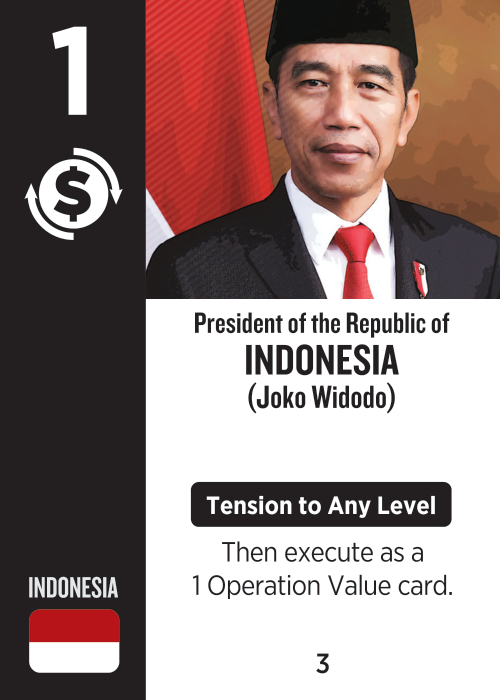 1
$
President of the Republic of
INDONESIA
(Joko Widodo)
Tension to Any Level
Then execute as a
1 Operation Value card.
INDONESIA
3